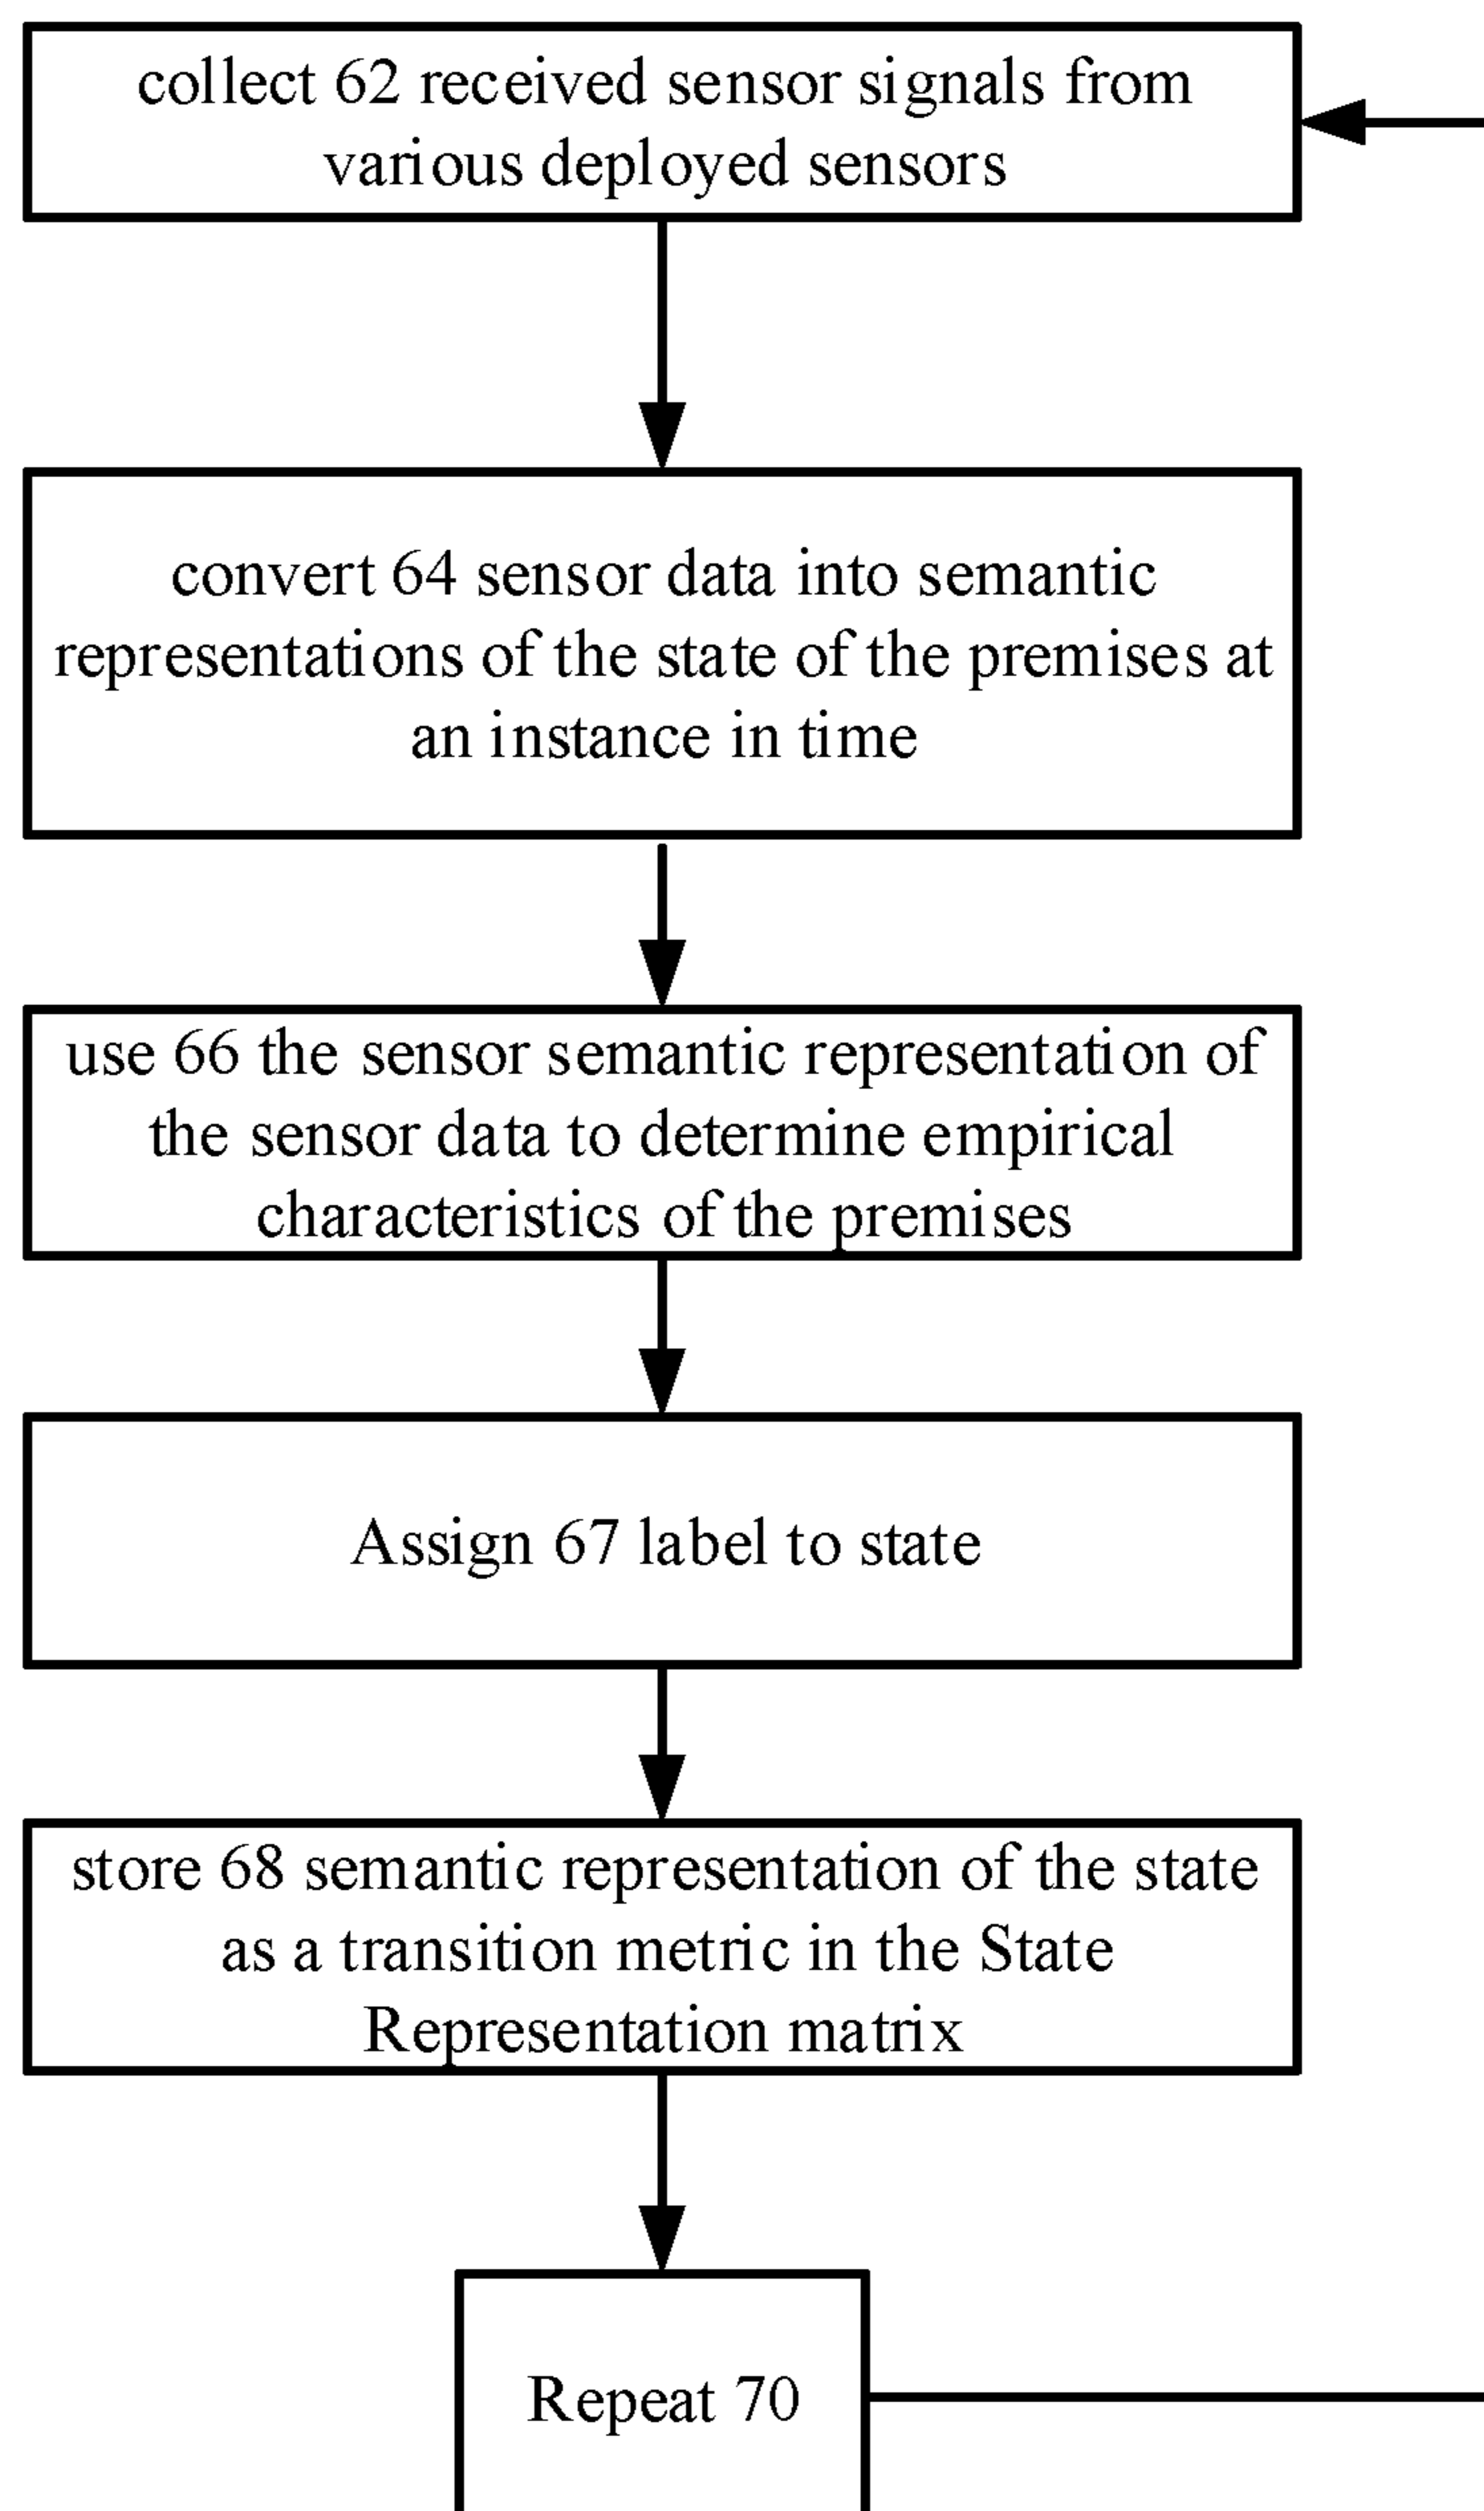 collect 62 received sensor signals from
various deployed sensors
convert 64 sensor data into semantic
representations of the state of the premises at
an instance in time
use 66 the sensor semantic representation of
the sensor data to determine empirical
characteristics of the premises
Assign 67 label to state
store 68 semantic representation of the state
as a transition metric in the State
Representation matrix
Repeat 70